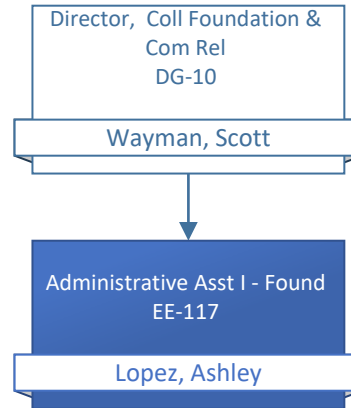 Director, Coll Foundation &
Com Rel
DG-10
Wayman, Scott
Administrative Asst I - Found
EE-117
Lopez, Ashley